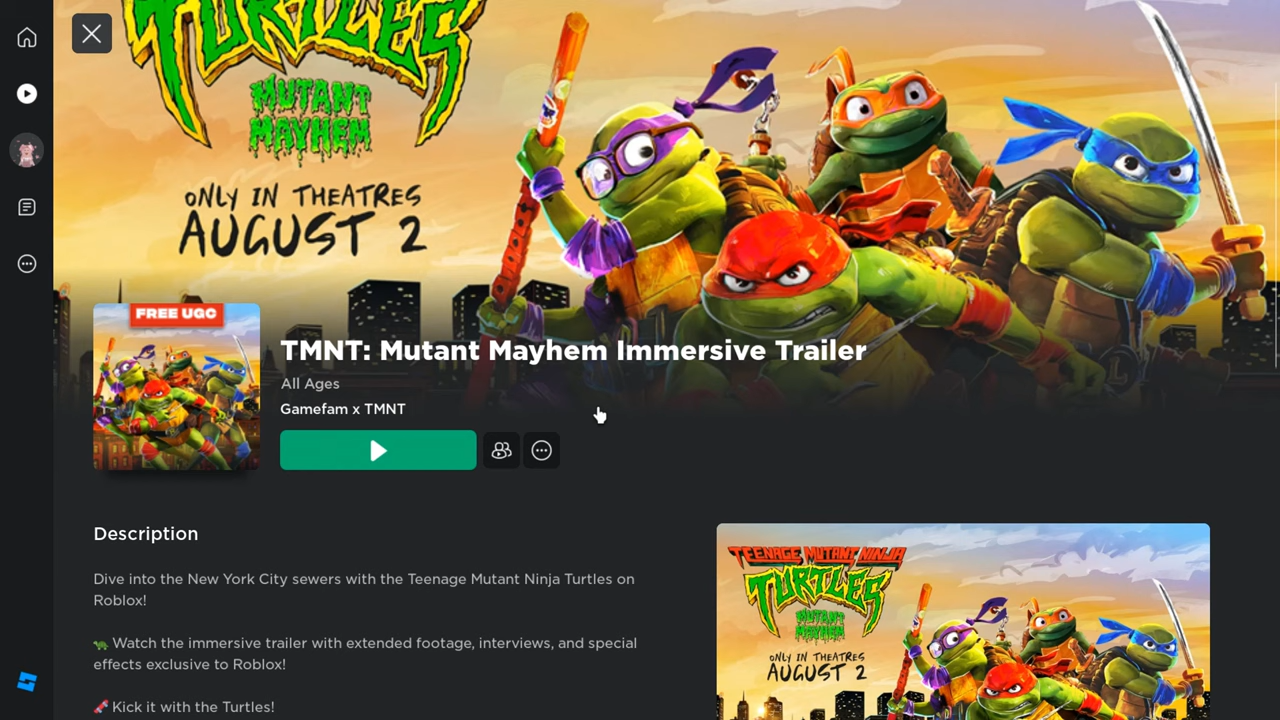 TURTLES
MUTANT
MAYHEM
ONLY IN THEATRES
AUGUST 2
FREE UGC
TMNT: Mutant Mayhem Immersive Trailer
All Ages
Gamefam x TMNT
Description
Dive into the New York City sewers with the Teenage Mutant Ninja Turtles on
Roblox!
🐢 Watch the immersive trailer with extended footage, interviews, and special
effects exclusive to Roblox!
🛹 Kick it with the Turtles!
TEENAGE MUTANT NINJA
TURTLES
MUTANT
MAYHEM
ONLY IN THEATRES
AUGUST 2